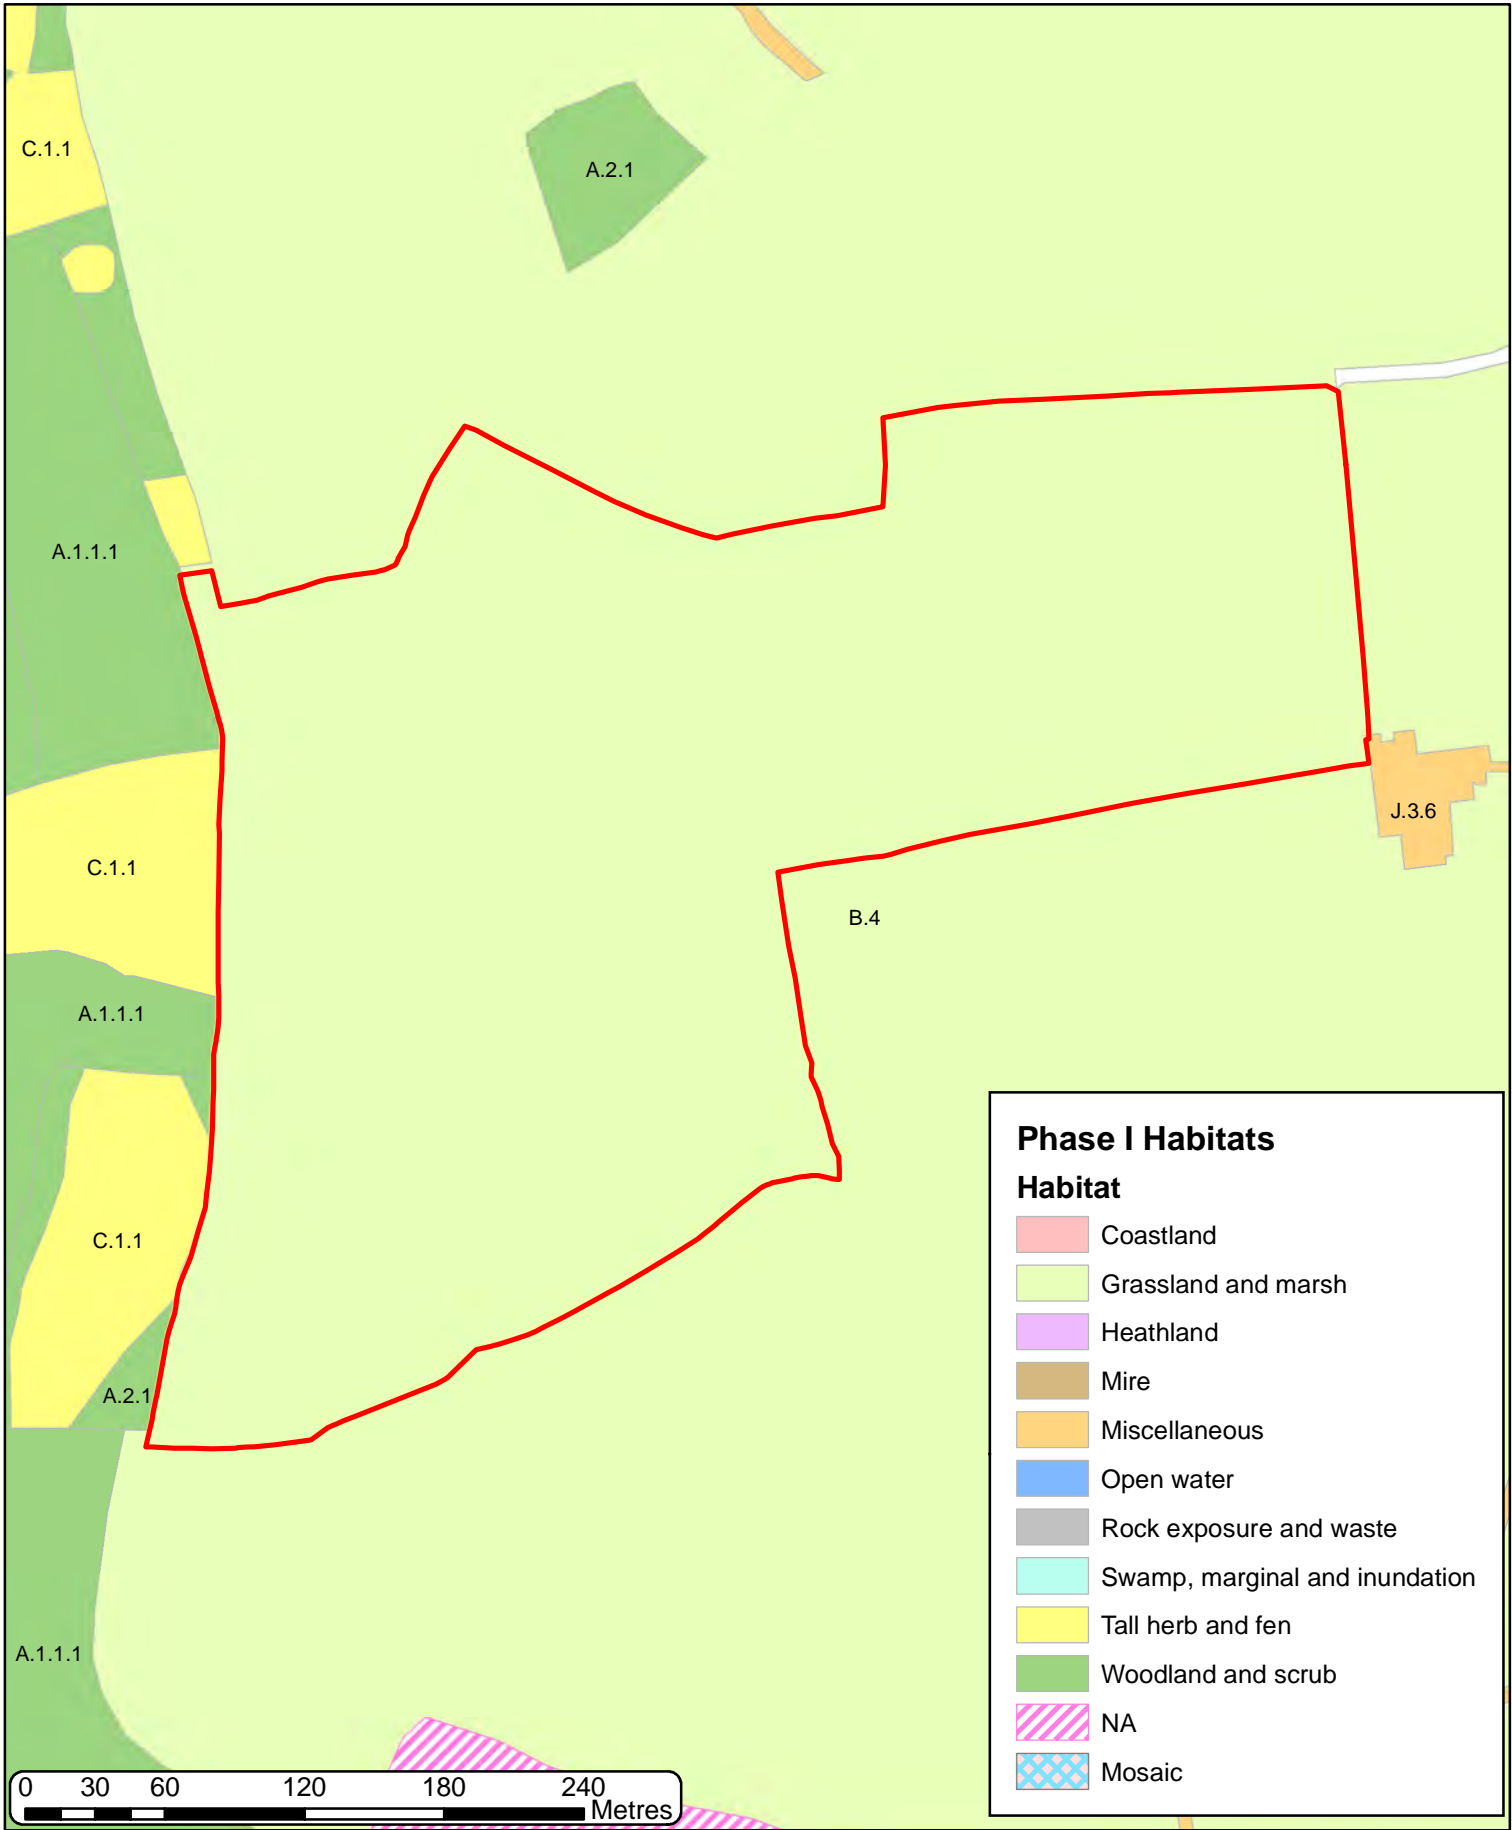 C.1.1
A.2.1
A.1.1.1
J.3.6
C.1.1
B.4
A.1.1.1
C.1.1
A.2.1
A.1.1.1
Phase I Habitats
Habitat
Coastland
Grassland and marsh
Heathland
Mire
Miscellaneous
Open water
Rock exposure and waste
Swamp, marginal and inundation
Tall herb and fen
Woodland and scrub
NA
Mosaic
0 30 60 120 180 240
Metres